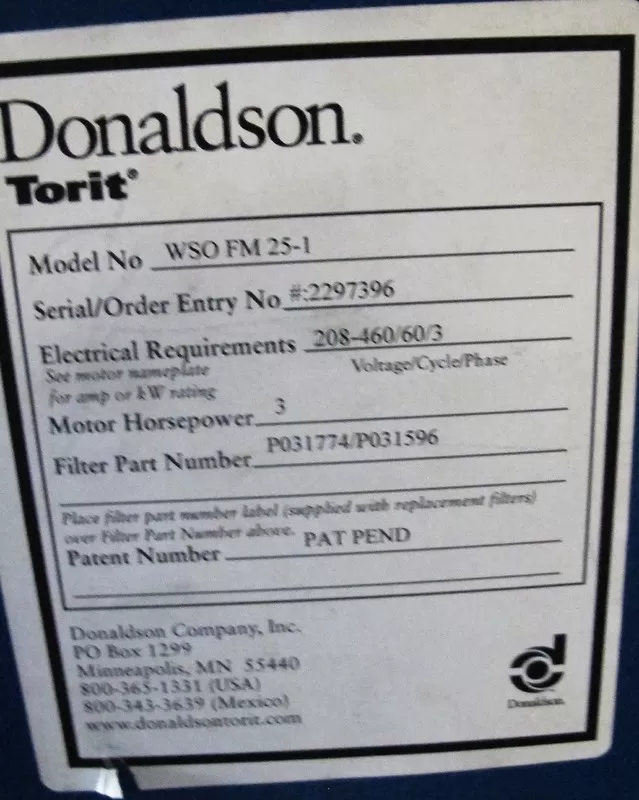 Donaldson.
Torit®
Model No WSO FM 25-1
Serial/Order Entry No #:2297396
Electrical Requirements 208-460/60/3
See motor nameplate Voltage/Cycle/Phase
for amp or kW rating
Motor Horsepower 3
Filter Part Number P031774/P031596
Place filter part number label (supplied with replacement filters)
over Filter Part Number above.
Patent Number PAT PEND
Donaldson Company, Inc.
PO Box 1299
Minneapolis, MN 55440
800-365-1331 (USA)
800-343-3639 (Mexico)
www.donaldsontorit.com
Donaldson.